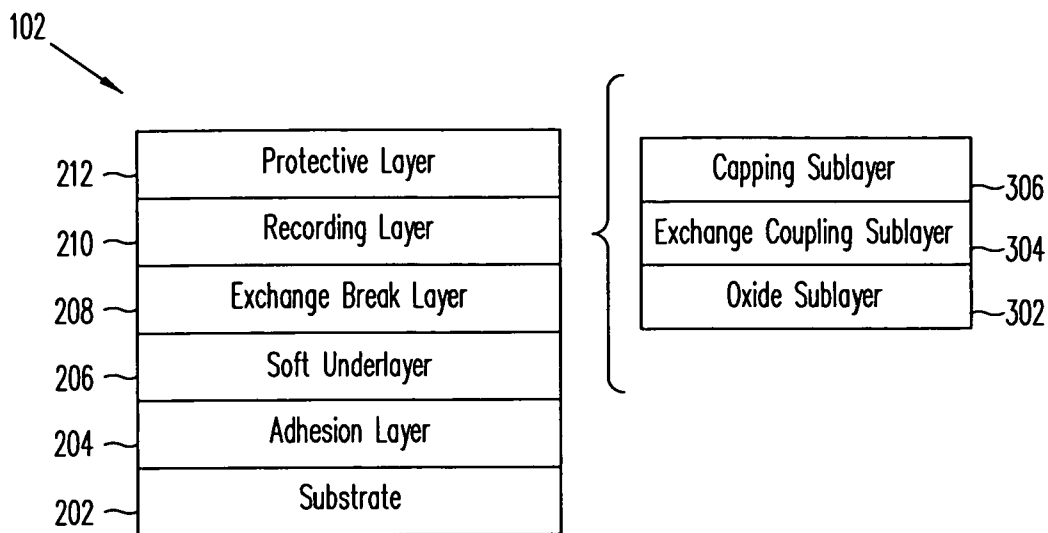 102
212 Protective Layer
210 Recording Layer
208 Exchange Break Layer
206 Soft Underlayer
204 Adhesion Layer
202 Substrate
Capping Sublayer 306
Exchange Coupling Sublayer 304
Oxide Sublayer 302